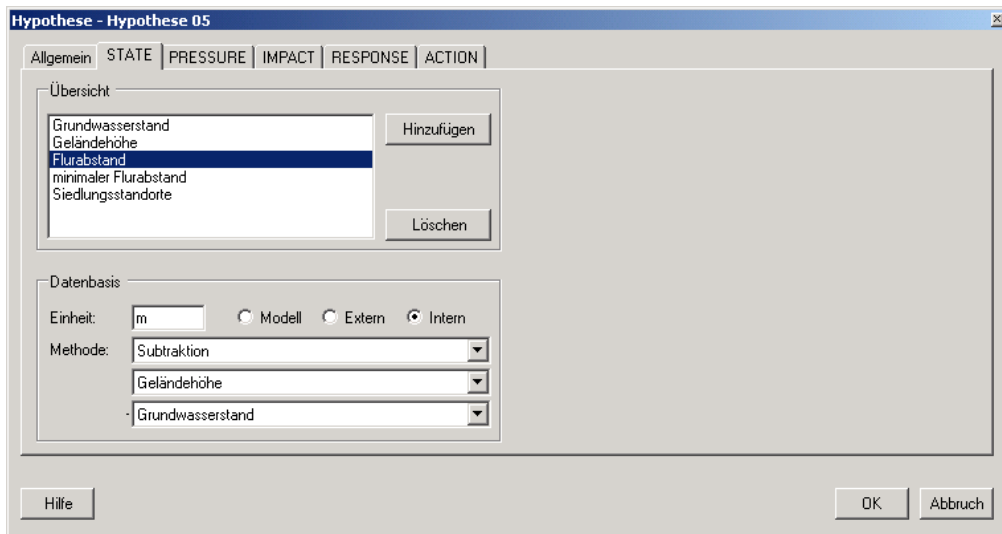 Hypothese - Hypothese 05
Allgemein STATE PRESSURE IMPACT RESPONSE ACTION
Übersicht
Grundwasserstand
Geländehöhe
Flurabstand
minimaler Flurabstand
Siedlungsstandorte
Hinzufügen
Löschen
Datenbasis
Einheit: m Modell Extern Intern
Methode: Subtraktion
Geländehöhe
- Grundwasserstand
Hilfe OK Abbruch